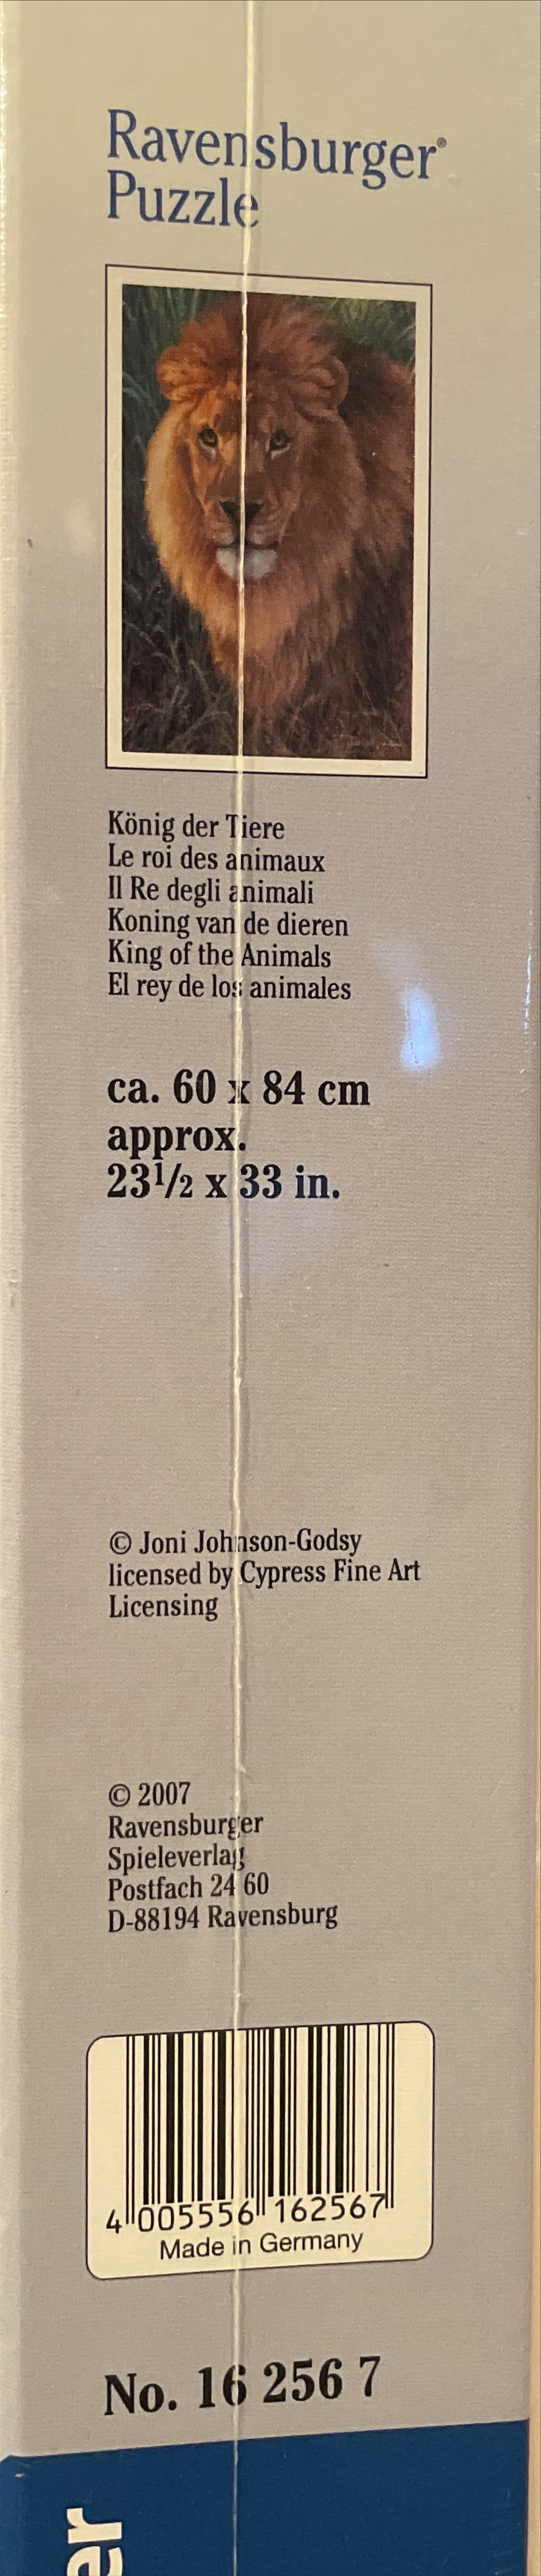 Ravensburger®
Puzzle
König der Tiere
Le roi des animaux
Il Re degli animali
Koning van de dieren
King of the Animals
El rey de los animales
ca. 60 x 84 cm
approx.
23½ x 33 in.
© Joni Johnson-Godsy
licensed by Cypress Fine Art
Licensing
© 2007
Ravensburger
Spieleverlag
Postfach 24 60
D-88194 Ravensburg
4 005556 162567
Made in Germany
No. 16 256 7
er